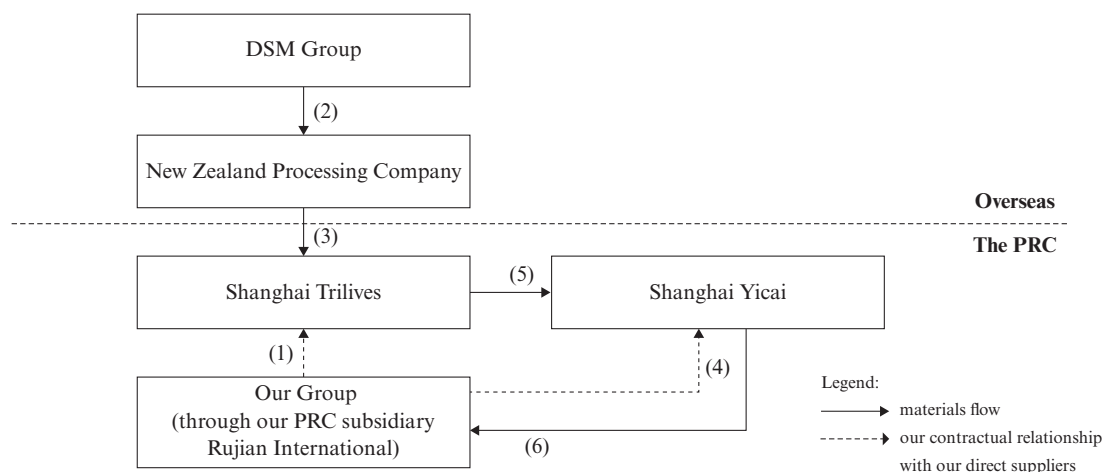 DSM Group
(2)
New Zealand Processing Company
Overseas
(3)
The PRC
Shanghai Trilives
(5)
Shanghai Yicai
(1)
(4)
Our Group
(through our PRC subsidiary
Rujian International)
(6)
Legend:
materials flow
our contractual relationship
with our direct suppliers